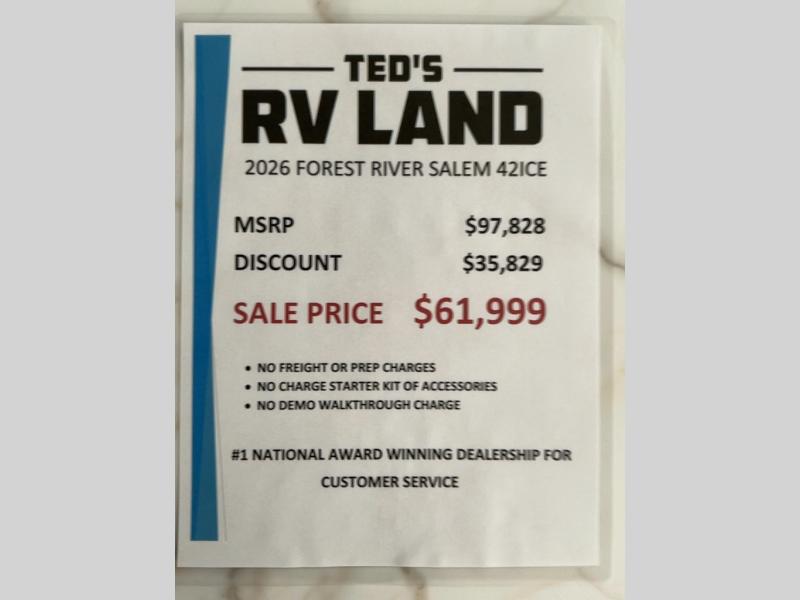 TED'S
RV LAND
2026 FOREST RIVER SALEM 42ICE
MSRP $97,828
DISCOUNT $35,829
SALE PRICE $61,999
• NO FREIGHT OR PREP CHARGES
• NO CHARGE STARTER KIT OF ACCESSORIES
• NO DEMO WALKTHROUGH CHARGE
#1 NATIONAL AWARD WINNING DEALERSHIP FOR
CUSTOMER SERVICE